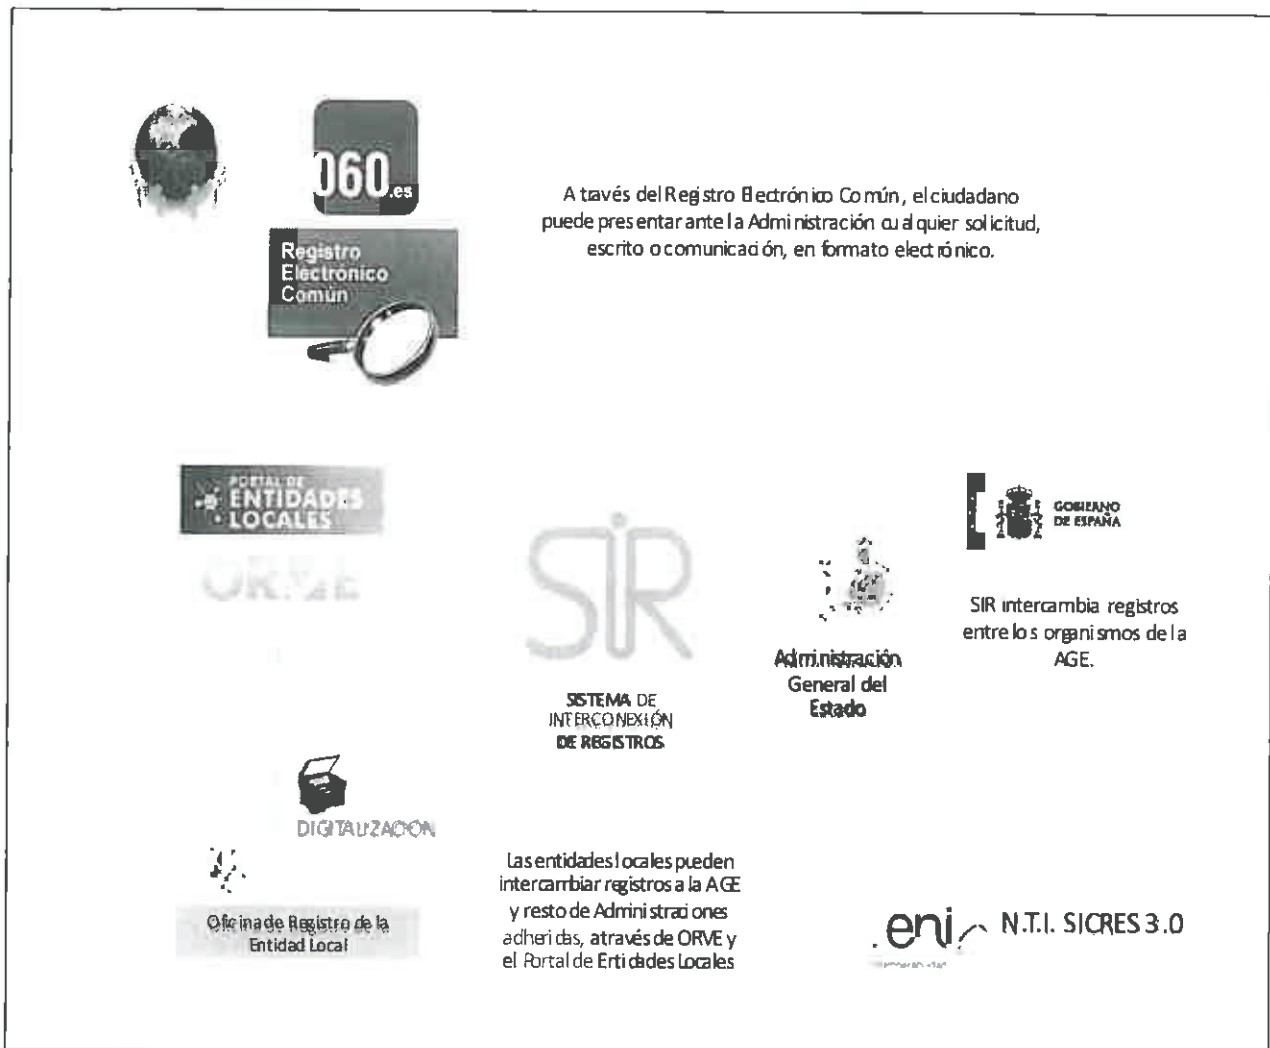 060.es
Registro
Electrónico
Común
A través del Registro Electrónico Común, el ciudadano
puede presentar ante la Administración cualquier solicitud,
escrito o comunicación, en formato electrónico.
PORTAL DE
ENTIDADES
LOCALES
ORVE
SIR
SISTEMA DE
INTERCONEXIÓN
DE REGISTROS
Administración
General del
Estado
GOBIERNO
DE ESPAÑA
SIR intercambia registros
entre los organismos de la
AGE.
DIGITALIZACION
Oficina de Registro de la
Entidad Local
Las entidades locales pueden
intercambiar registros a la AGE
y resto de Administraciones
adheridas, através de ORVE y
el Portal de Entidades Locales
.eni
N.T.I. SICRES 3.0